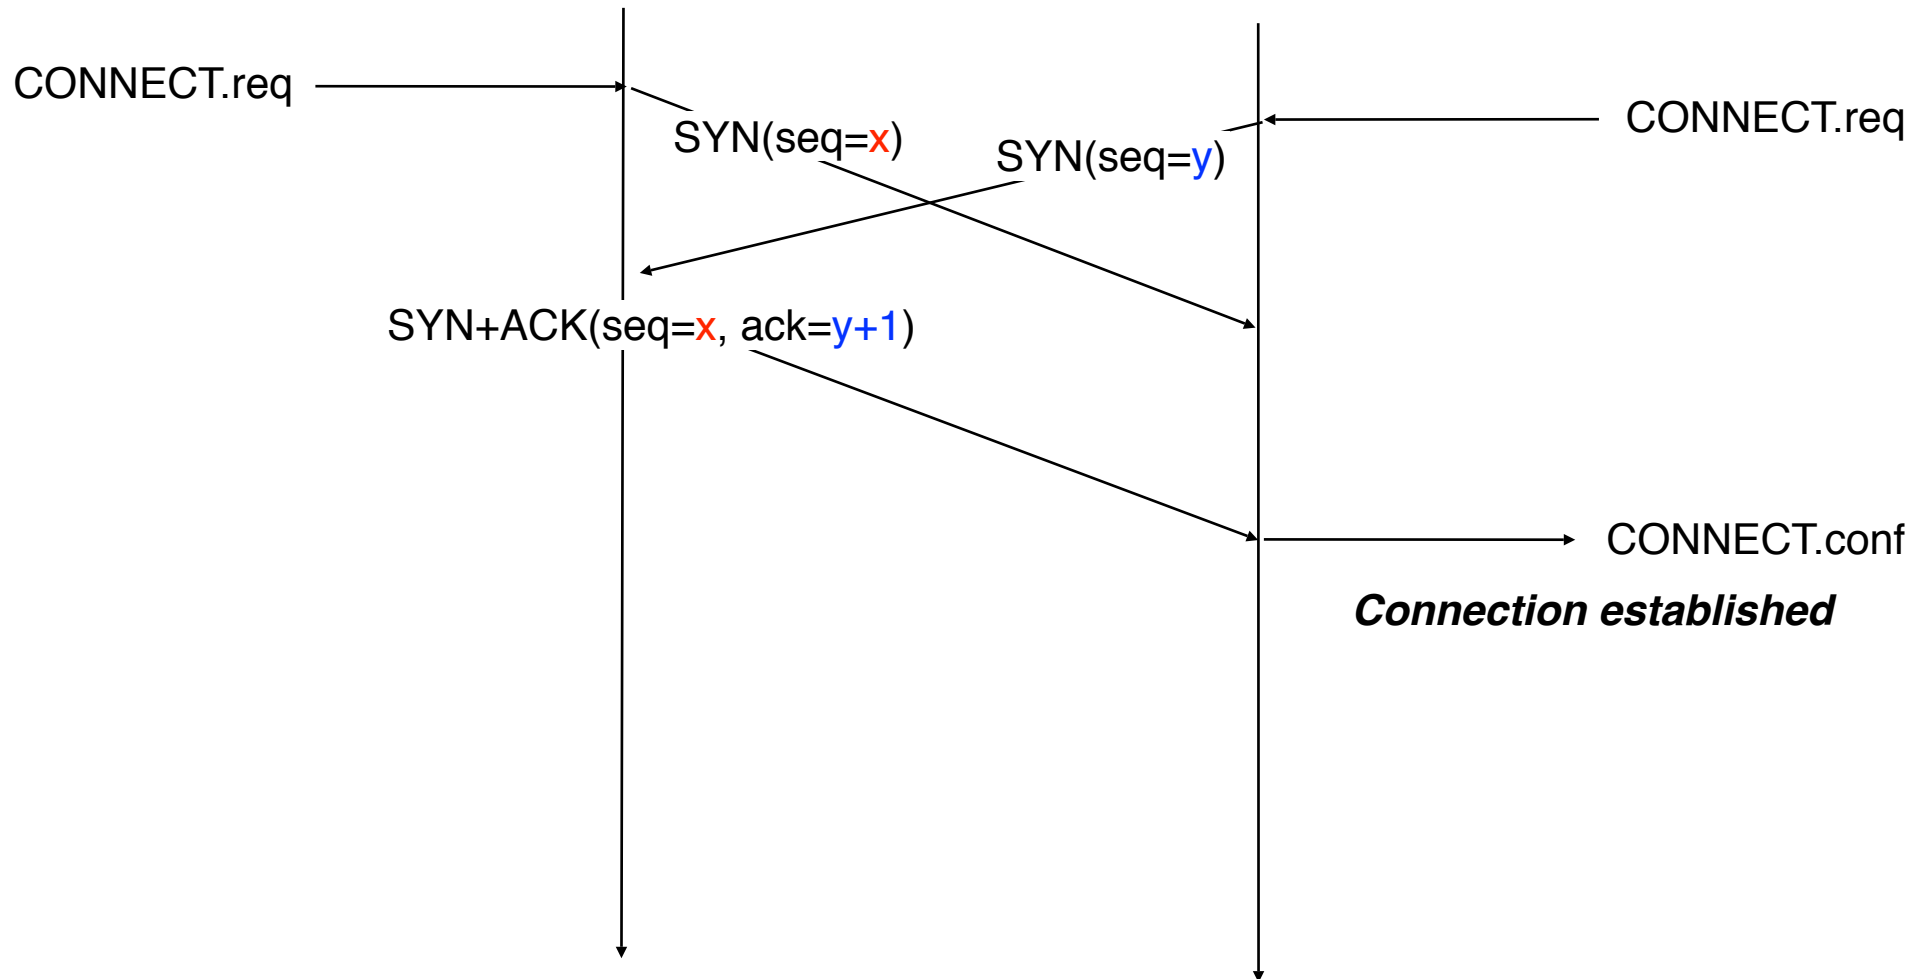 CONNECT.req
CONNECT.req
SYN(seq=x)
SYN(seq=y)
SYN+ACK(seq=x, ack=y+1)
CONNECT.conf
Connection established